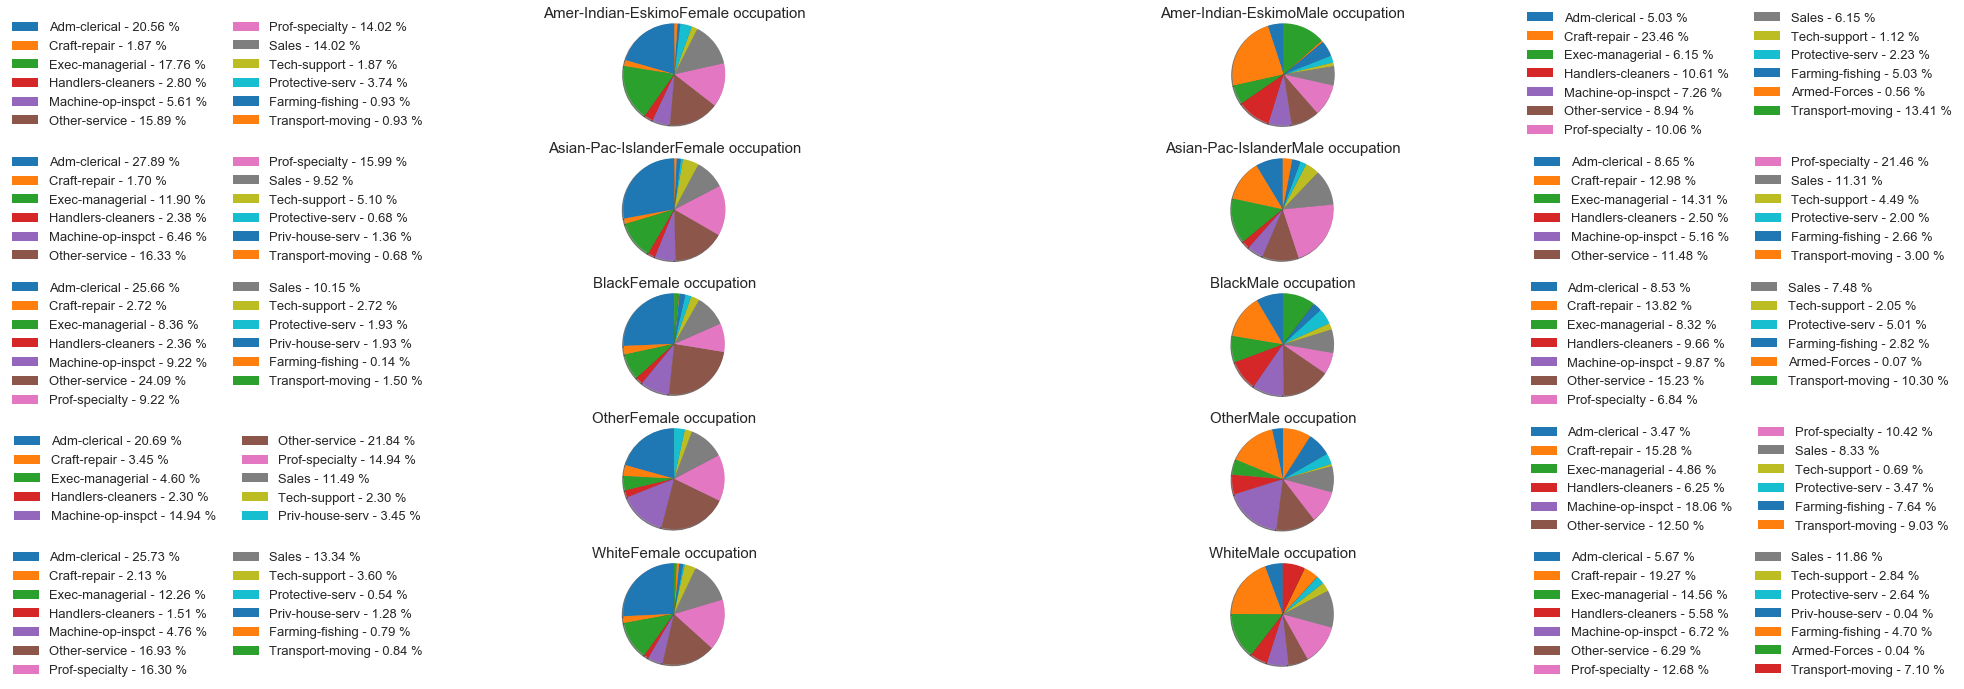 Amer-Indian-EskimoFemale occupation
Adm-clerical - 20.56 %
Craft-repair - 1.87 %
Exec-managerial - 17.76 %
Handlers-cleaners - 2.80 %
Machine-op-inspct - 5.61 %
Other-service - 15.89 %
Prof-specialty - 14.02 %
Sales - 14.02 %
Tech-support - 1.87 %
Protective-serv - 3.74 %
Farming-fishing - 0.93 %
Transport-moving - 0.93 %
Amer-Indian-EskimoMale occupation
Adm-clerical - 5.03 %
Craft-repair - 23.46 %
Exec-managerial - 6.15 %
Handlers-cleaners - 10.61 %
Machine-op-inspct - 7.26 %
Other-service - 8.94 %
Prof-specialty - 10.06 %
Sales - 6.15 %
Tech-support - 1.12 %
Protective-serv - 2.23 %
Farming-fishing - 5.03 %
Armed-Forces - 0.56 %
Transport-moving - 13.41 %
Asian-Pac-IslanderFemale occupation
Adm-clerical - 27.89 %
Craft-repair - 1.70 %
Exec-managerial - 11.90 %
Handlers-cleaners - 2.38 %
Machine-op-inspct - 6.46 %
Other-service - 16.33 %
Prof-specialty - 15.99 %
Sales - 9.52 %
Tech-support - 5.10 %
Protective-serv - 0.68 %
Priv-house-serv - 1.36 %
Transport-moving - 0.68 %
Asian-Pac-IslanderMale occupation
Adm-clerical - 8.65 %
Craft-repair - 12.98 %
Exec-managerial - 14.31 %
Handlers-cleaners - 2.50 %
Machine-op-inspct - 5.16 %
Other-service - 11.48 %
Prof-specialty - 21.46 %
Sales - 11.31 %
Tech-support - 4.49 %
Protective-serv - 2.00 %
Farming-fishing - 2.66 %
Transport-moving - 3.00 %
BlackFemale occupation
Adm-clerical - 25.66 %
Craft-repair - 2.72 %
Exec-managerial - 8.36 %
Handlers-cleaners - 2.36 %
Machine-op-inspct - 9.22 %
Other-service - 24.09 %
Prof-specialty - 9.22 %
Sales - 10.15 %
Tech-support - 2.72 %
Protective-serv - 1.93 %
Priv-house-serv - 1.93 %
Farming-fishing - 0.14 %
Transport-moving - 1.50 %
BlackMale occupation
Adm-clerical - 8.53 %
Craft-repair - 13.82 %
Exec-managerial - 8.32 %
Handlers-cleaners - 9.66 %
Machine-op-inspct - 9.87 %
Other-service - 15.23 %
Prof-specialty - 6.84 %
Sales - 7.48 %
Tech-support - 2.05 %
Protective-serv - 5.01 %
Farming-fishing - 2.82 %
Armed-Forces - 0.07 %
Transport-moving - 10.30 %
OtherFemale occupation
Adm-clerical - 20.69 %
Craft-repair - 3.45 %
Exec-managerial - 4.60 %
Handlers-cleaners - 2.30 %
Machine-op-inspct - 14.94 %
Other-service - 21.84 %
Prof-specialty - 14.94 %
Sales - 11.49 %
Tech-support - 2.30 %
Priv-house-serv - 3.45 %
OtherMale occupation
Adm-clerical - 3.47 %
Craft-repair - 15.28 %
Exec-managerial - 4.86 %
Handlers-cleaners - 6.25 %
Machine-op-inspct - 18.06 %
Other-service - 12.50 %
Prof-specialty - 10.42 %
Sales - 8.33 %
Tech-support - 0.69 %
Protective-serv - 3.47 %
Farming-fishing - 7.64 %
Transport-moving - 9.03 %
WhiteFemale occupation
Adm-clerical - 25.73 %
Craft-repair - 2.13 %
Exec-managerial - 12.26 %
Handlers-cleaners - 1.51 %
Machine-op-inspct - 4.76 %
Other-service - 16.93 %
Prof-specialty - 16.30 %
Sales - 13.34 %
Tech-support - 3.60 %
Protective-serv - 0.54 %
Priv-house-serv - 1.28 %
Farming-fishing - 0.79 %
Transport-moving - 0.84 %
WhiteMale occupation
Adm-clerical - 5.67 %
Craft-repair - 19.27 %
Exec-managerial - 14.56 %
Handlers-cleaners - 5.58 %
Machine-op-inspct - 6.72 %
Other-service - 6.29 %
Prof-specialty - 12.68 %
Sales - 11.86 %
Tech-support - 2.84 %
Protective-serv - 2.64 %
Priv-house-serv - 0.04 %
Farming-fishing - 4.70 %
Armed-Forces - 0.04 %
Transport-moving - 7.10 %